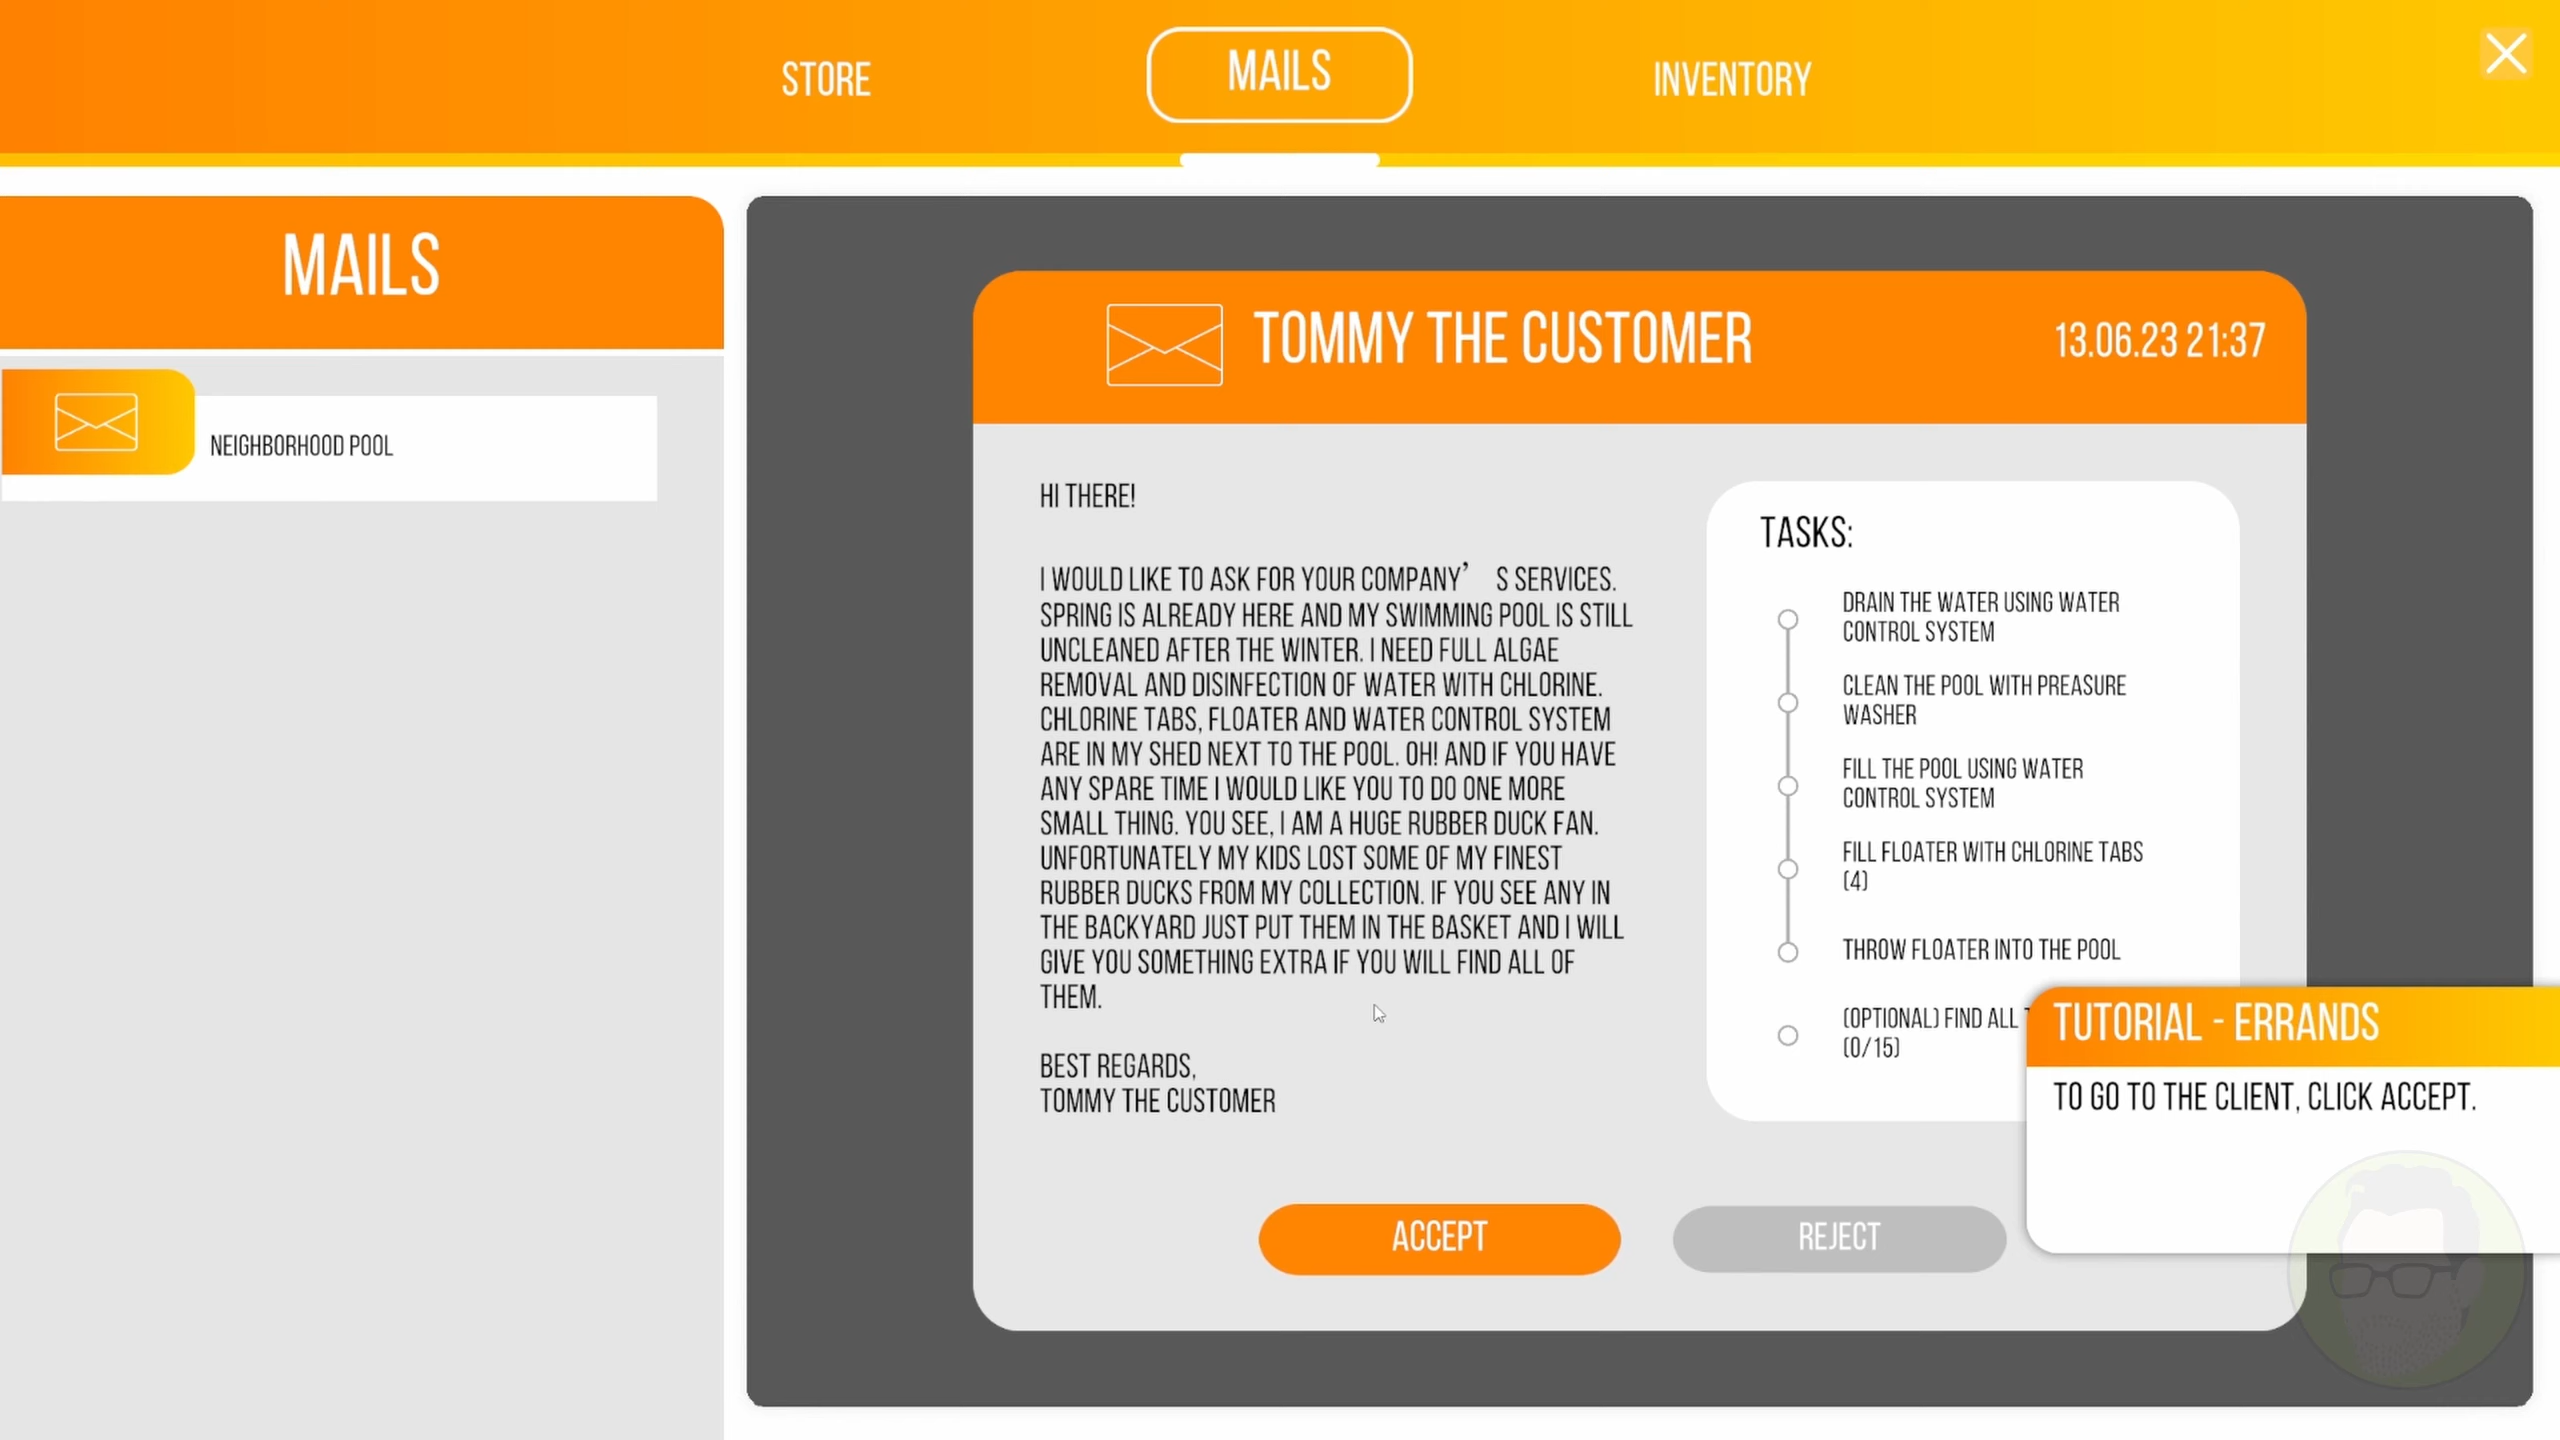 STORE
MAILS
INVENTORY
MAILS
NEIGHBORHOOD POOL
TOMMY THE CUSTOMER
13.06.23 21:37
HI THERE!
I WOULD LIKE TO ASK FOR YOUR COMPANY’ S SERVICES.
SPRING IS ALREADY HERE AND MY SWIMMING POOL IS STILL
UNCLEANED AFTER THE WINTER. I NEED FULL ALGAE
REMOVAL AND DISINFECTION OF WATER WITH CHLORINE.
CHLORINE TABS, FLOATER AND WATER CONTROL SYSTEM
ARE IN MY SHED NEXT TO THE POOL. OH! AND IF YOU HAVE
ANY SPARE TIME I WOULD LIKE YOU TO DO ONE MORE
SMALL THING. YOU SEE, I AM A HUGE RUBBER DUCK FAN.
UNFORTUNATELY MY KIDS LOST SOME OF MY FINEST
RUBBER DUCKS FROM MY COLLECTION. IF YOU SEE ANY IN
THE BACKYARD JUST PUT THEM IN THE BASKET AND I WILL
GIVE YOU SOMETHING EXTRA IF YOU WILL FIND ALL OF
THEM.
BEST REGARDS,
TOMMY THE CUSTOMER
TASKS:
DRAIN THE WATER USING WATER
CONTROL SYSTEM
CLEAN THE POOL WITH PREASURE
WASHER
FILL THE POOL USING WATER
CONTROL SYSTEM
FILL FLOATER WITH CHLORINE TABS
(4)
THROW FLOATER INTO THE POOL
(OPTIONAL) FIND ALL
(0/15)
TUTORIAL - ERRANDS
TO GO TO THE CLIENT, CLICK ACCEPT.
ACCEPT
REJECT